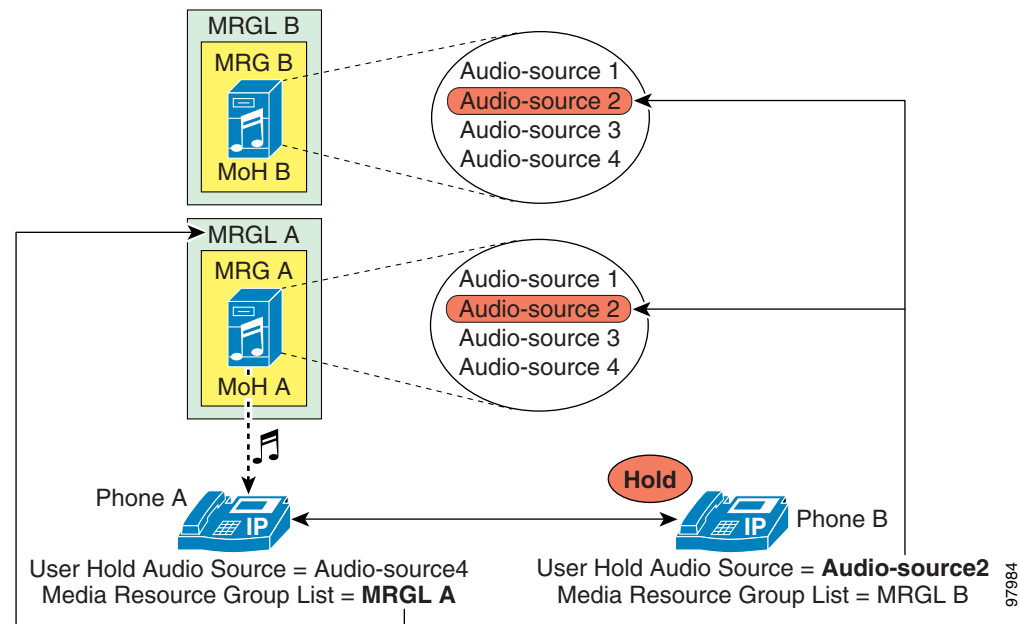 MRGL B
MRG B
MoH B
Audio-source 1
Audio-source 2
Audio-source 3
Audio-source 4
MRGL A
MRG A
MoH A
Audio-source 1
Audio-source 2
Audio-source 3
Audio-source 4
Hold
Phone A
IP
IP
Phone B
User Hold Audio Source = Audio-source4
Media Resource Group List = MRGL A
User Hold Audio Source = Audio-source2
Media Resource Group List = MRGL B
97984